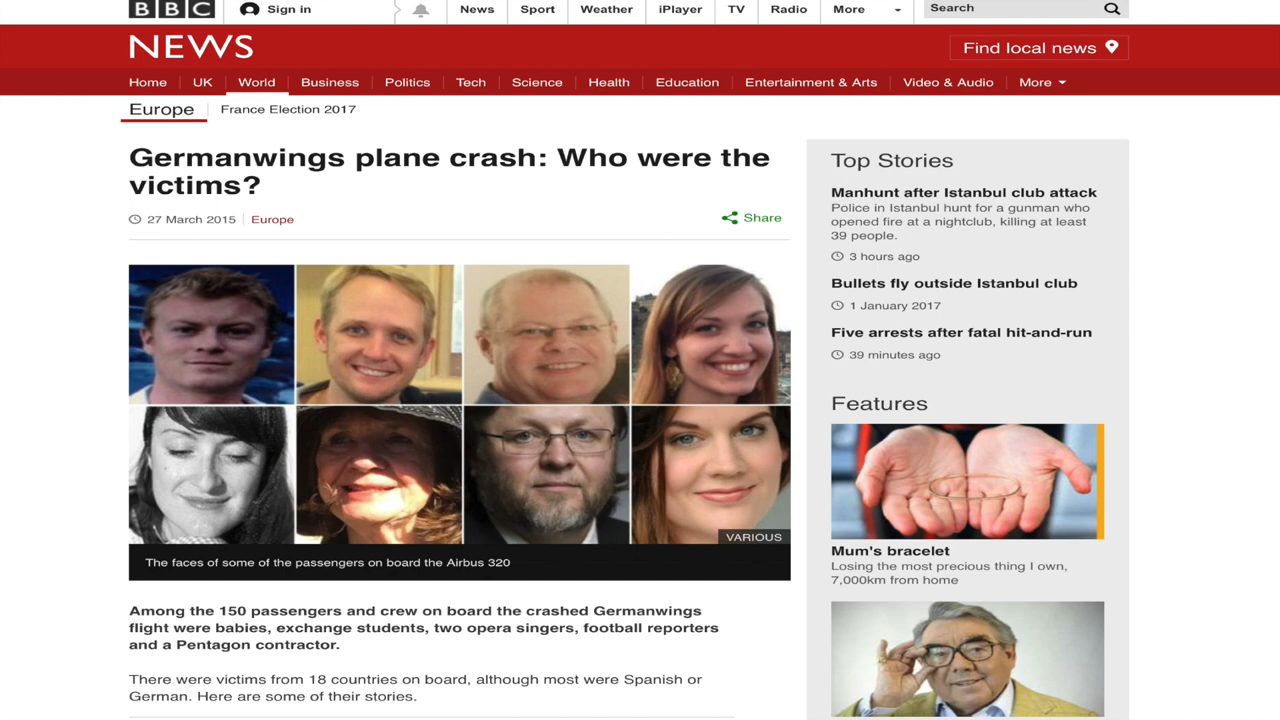 BBC Sign in News Sport Weather iPlayer TV Radio More Search
NEWS
Find local news
Home UK World Business Politics Tech Science Health Education Entertainment & Arts Video & Audio More
Europe France Election 2017
Germanwings plane crash: Who were the
victims?
27 March 2015 Europe
Share
VARIOUS
The faces of some of the passengers on board the Airbus 320
Among the 150 passengers and crew on board the crashed Germanwings
flight were babies, exchange students, two opera singers, football reporters
and a Pentagon contractor.
There were victims from 18 countries on board, although most were Spanish or
German. Here are some of their stories.
Top Stories
Manhunt after Istanbul club attack
Police in Istanbul hunt for a gunman who
opened fire at a nightclub, killing at least
39 people.
3 hours ago
Bullets fly outside Istanbul club
1 January 2017
Five arrests after fatal hit-and-run
39 minutes ago
Features
Mum's bracelet
Losing the most precious thing I own,
7,000km from home